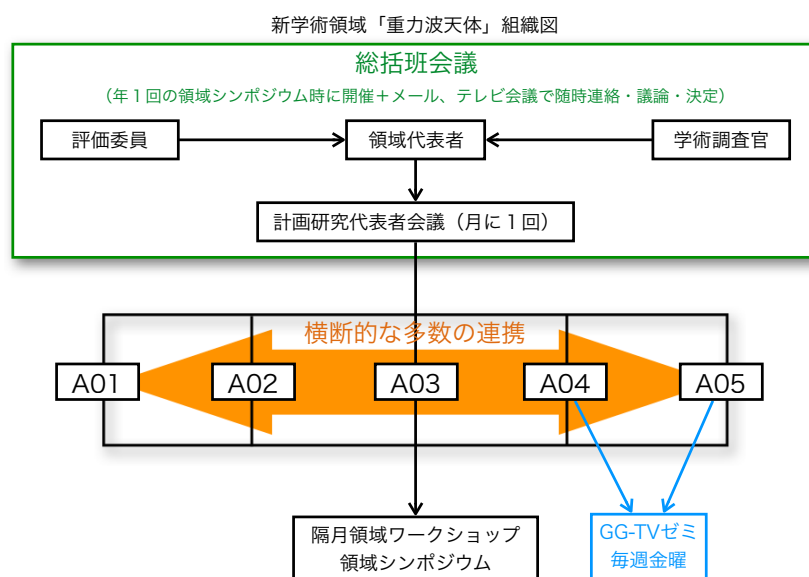 新学術領域「重力波天体」組織図
総括班会議
（年１回の領域シンポジウム時に開催＋メール、テレビ会議で随時連絡・議論・決定）
評価委員
領域代表者
学術調査官
計画研究代表者会議（月に１回）
横断的な多数の連携
A01
A02
A03
A04
A05
隔月領域ワークショップ
領域シンポジウム
GG-TVゼミ
毎週金曜